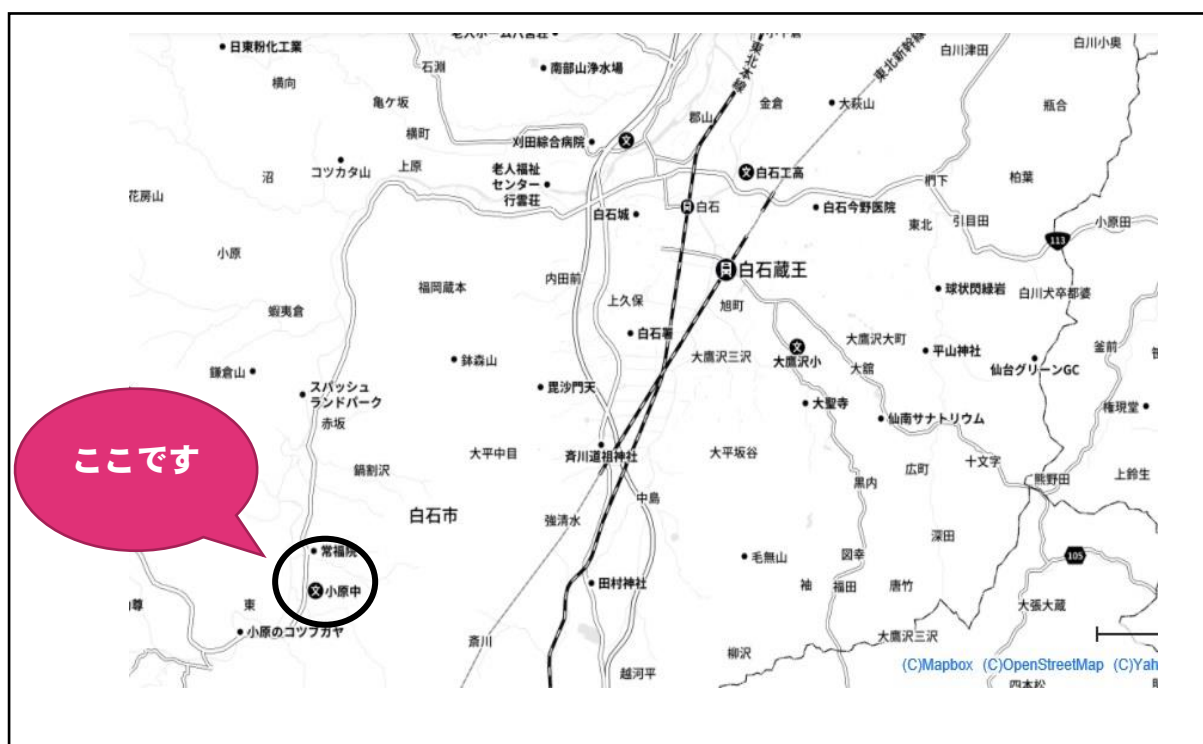 日東粉化工業
石淵
南部山浄水場
東北本線
東北新幹線
白川津田
白川小奥
横向
亀ケ坂
金倉
大萩山
瓶合
横町
郡山
刈田綜合病院
文
コツカタ山
上原
老人福祉
センター
行雲荘
文
白石工高
椚下
柏葉
沼
花房山
白石城
白石
白石今野医院
東北
引目田
小原田
113
小原
内田前
白石蔵王
福岡蔵本
上久保
旭町
球状閃緑岩
白川犬卒都婆
蝦夷倉
白石署
大鷹沢三沢
文
大鷹沢小
大鷹沢大町
平山神社
釜前
鉢森山
大舘
仙台グリーンGC
鎌倉山
スパッシュ
ランドパーク
毘沙門天
大聖寺
仙南サナトリウム
権現堂
赤坂
ここです
大平中目
斉川道祖神社
大平坂谷
十文字
鍋割沢
広町
熊野田
上鈴生
黒内
中島
白石市
強清水
深田
常福院
毛無山
図幸
105
文
小原中
田村神社
袖
福田
唐竹
東
大張大蔵
小原のコツブガヤ
斎川
大鷹沢三沢
柳沢
越河平
(C)Mapbox (C)OpenStreetMap (C)Yah